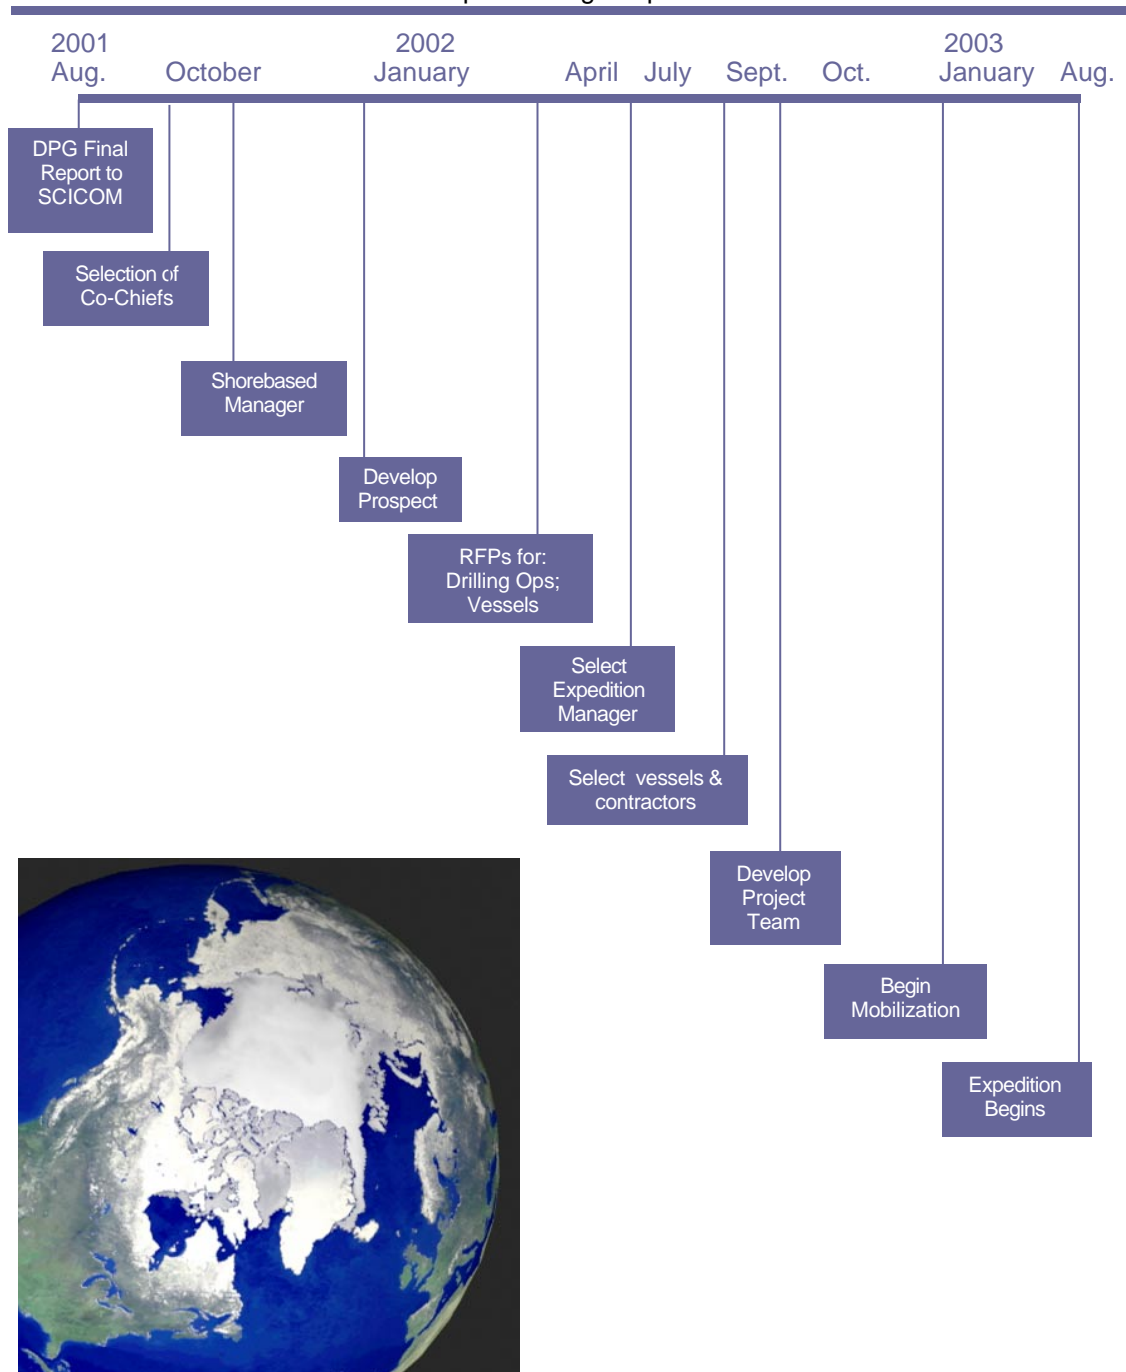 2001
2002
2003
Aug.
October
January
April
July
Sept.
Oct.
January
Aug.
DPG Final
Report to
SCICOM
Selection of
Co-Chiefs
Shorebased
Manager
Develop
Prospect
RFPs for:
Drilling Ops;
Vessels
Select
Expedition
Manager
Select vessels &
contractors
Develop
Project
Team
Begin
Mobilization
Expedition
Begins